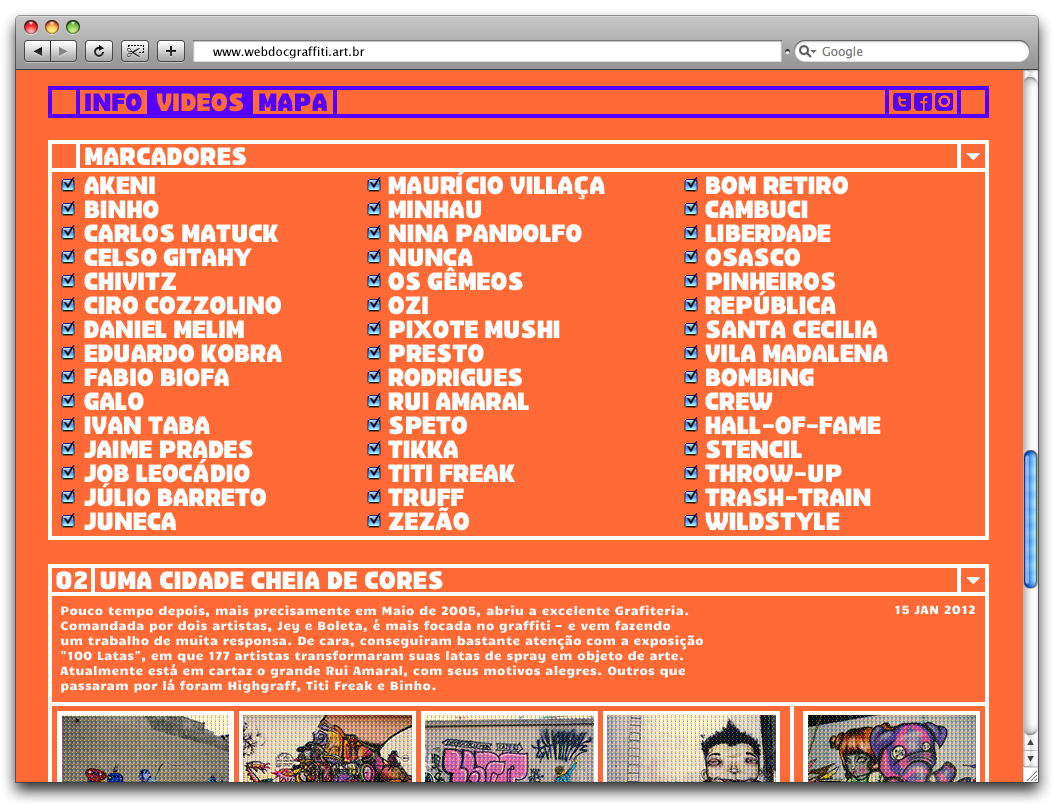 www.webdocgraffiti.art.br
Google
INFO VIDEOS MAPA
MARCADORES
AKENI
BINHO
CARLOS MATUCK
CELSO GITAHY
CHIVITZ
CIRO COZZOLINO
DANIEL MELIM
EDUARDO KOBRA
FABIO BIOFA
GALO
IVAN TABA
JAIME PRADES
JOB LEOCÁDIO
JÚLIO BARRETO
JUNECA
MAURÍCIO VILLAÇA
MINHAU
NINA PANDOLFO
NUNCA
OS GÊMEOS
OZI
PIXOTE MUSHI
PRESTO
RODRIGUES
RUI AMARAL
SPETO
TIKKA
TITI FREAK
TRUFF
ZEZÃO
BOM RETIRO
CAMBUCI
LIBERDADE
OSASCO
PINHEIROS
REPÚBLICA
SANTA CECILIA
VILA MADALENA
BOMBING
CREW
HALL-OF-FAME
STENCIL
THROW-UP
TRASH-TRAIN
WILDSTYLE
02 UMA CIDADE CHEIA DE CORES
Pouco tempo depois, mais precisamente em Maio de 2005, abriu a excelente Grafiteria.
Comandada por dois artistas, Jey e Boleta, é mais focada no graffiti – e vem fazendo
um trabalho de muita responsa. De cara, conseguiram bastante atenção com a exposição
"100 Latas", em que 177 artistas transformaram suas latas de spray em objeto de arte.
Atualmente está em cartaz o grande Rui Amaral, com seus motivos alegres. Outros que
passaram por lá foram Highgraff, Titi Freak e Binho.
15 JAN 2012